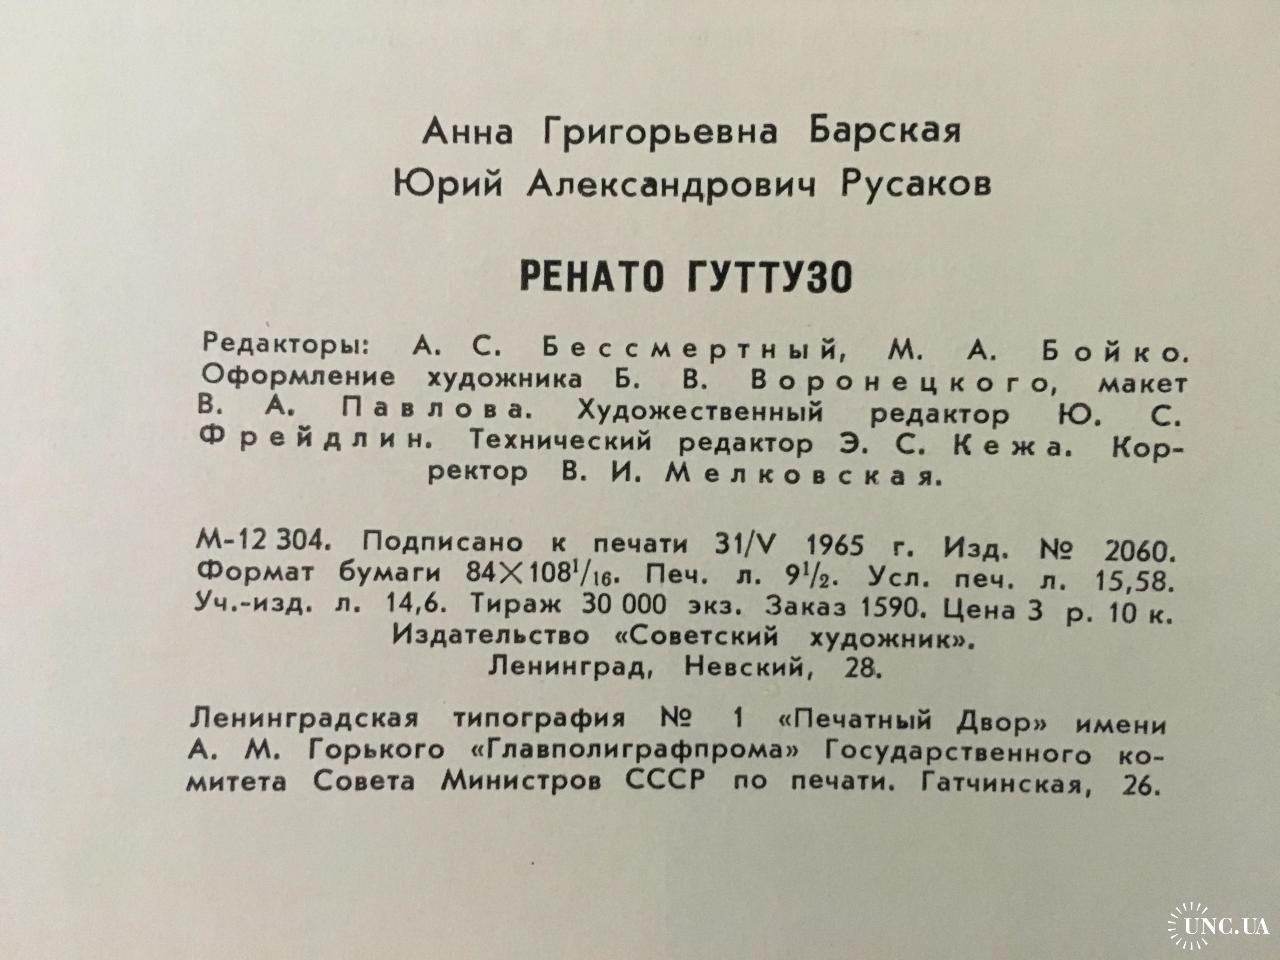 Анна Григорьевна Барская
Юрий Александрович Русаков
РЕНАТО ГУТТУЗО
Редакторы: А. С. Бессмертный, М. А. Бойко.
Оформление художника Б. В. Воронецкого, макет
В. А. Павлова. Художественный редактор Ю. С.
Фрейдлин. Технический редактор Э. С. Кежа. Кор-
ректор В. И. Мелковская.
М-12 304. Подписано к печати 31/V 1965 г. Изд. № 2060.
Формат бумаги 84×108¹/₁₆. Печ. л. 9¹/₂. Усл. печ. л. 15,58.
Уч.-изд. л. 14,6. Тираж 30 000 экз. Заказ 1590. Цена 3 р. 10 к.
Издательство «Советский художник».
Ленинград, Невский, 28.
Ленинградская типография № 1 «Печатный Двор» имени
А. М. Горького «Главполиграфпрома» Государственного ко-
митета Совета Министров СССР по печати. Гатчинская, 26.
UNC.UA